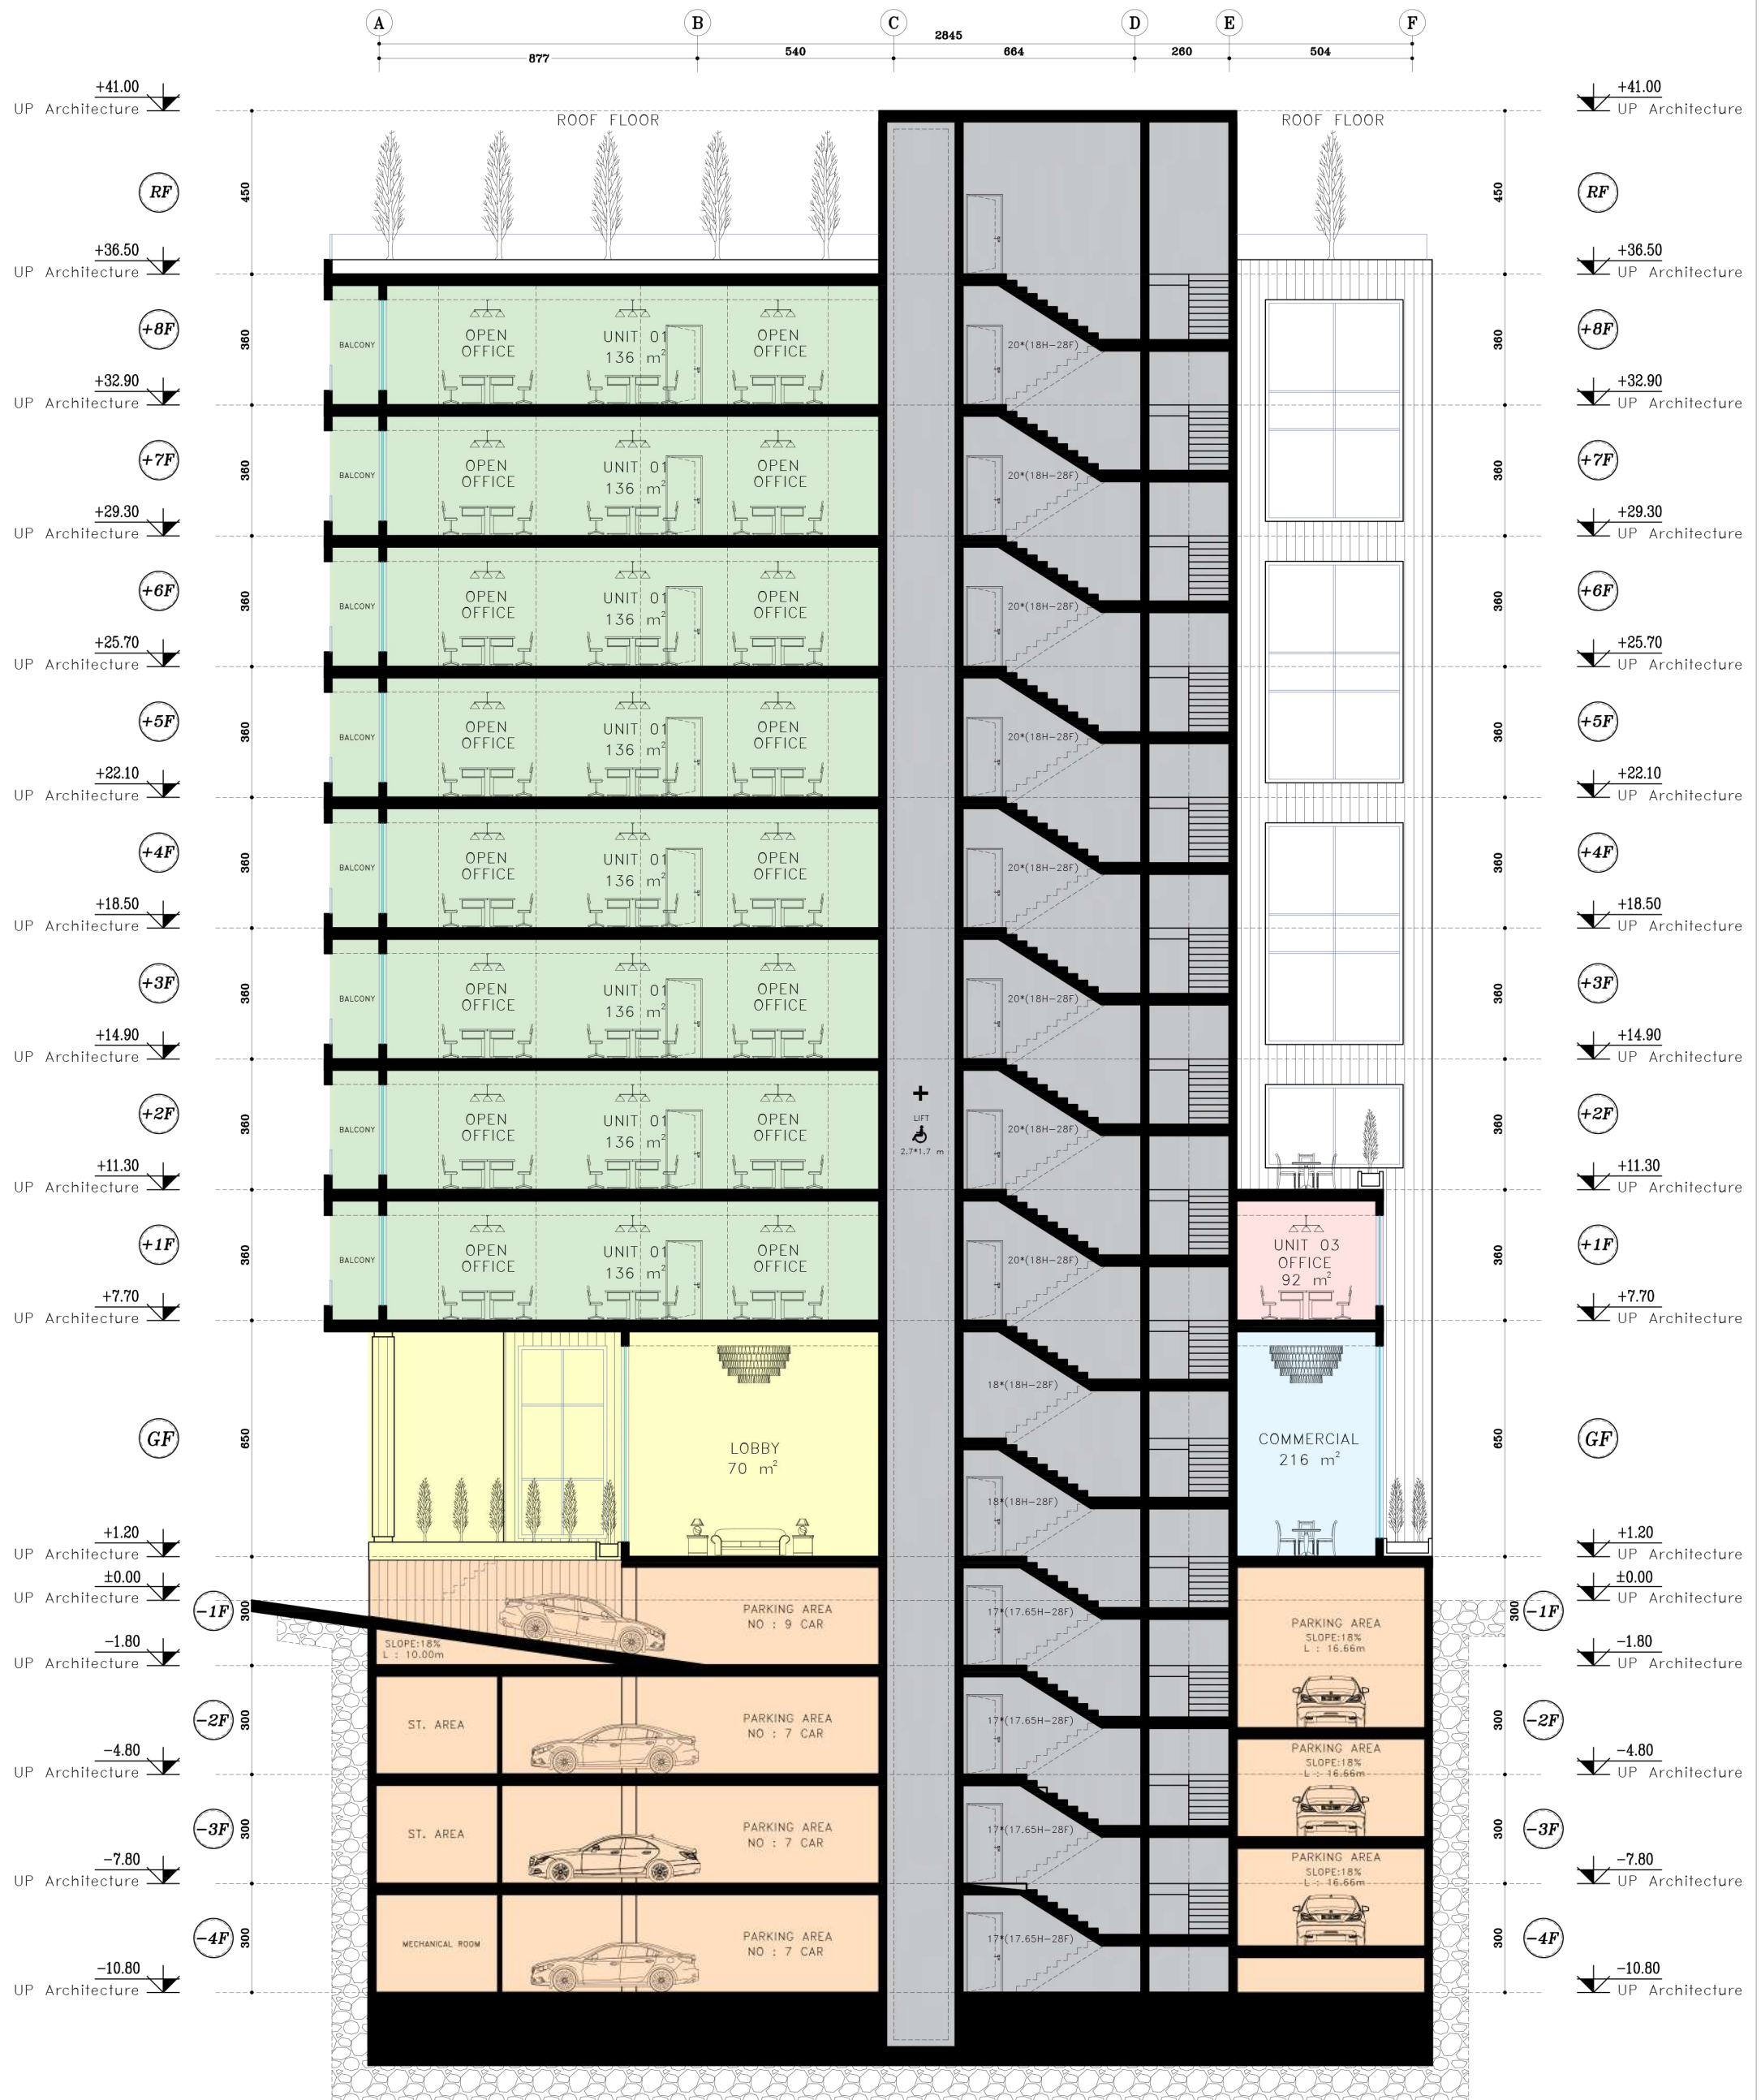 A B C D E F
2845
877 540 664 260 504
+41.00 +41.00
UP Architecture UP Architecture
ROOF FLOOR ROOF FLOOR
RF 450 450 RF
+36.50 +36.50
UP Architecture UP Architecture
+8F 360 BALCONY OPEN OFFICE UNIT 01 136 m² OPEN OFFICE 20*(18H-28F) 360 +8F
+32.90 +32.90
UP Architecture UP Architecture
+7F 360 BALCONY OPEN OFFICE UNIT 01 136 m² OPEN OFFICE 20*(18H-28F) 360 +7F
+29.30 +29.30
UP Architecture UP Architecture
+6F 360 BALCONY OPEN OFFICE UNIT 01 136 m² OPEN OFFICE 20*(18H-28F) 360 +6F
+25.70 +25.70
UP Architecture UP Architecture
+5F 360 BALCONY OPEN OFFICE UNIT 01 136 m² OPEN OFFICE 20*(18H-28F) 360 +5F
+22.10 +22.10
UP Architecture UP Architecture
+4F 360 BALCONY OPEN OFFICE UNIT 01 136 m² OPEN OFFICE 20*(18H-28F) 360 +4F
+18.50 +18.50
UP Architecture UP Architecture
+3F 360 BALCONY OPEN OFFICE UNIT 01 136 m² OPEN OFFICE 20*(18H-28F) 360 +3F
+14.90 +14.90
UP Architecture UP Architecture
+2F 360 BALCONY OPEN OFFICE UNIT 01 136 m² OPEN OFFICE 20*(18H-28F) 360 +2F
LIFT
2.7*1.7 m
+11.30 +11.30
UP Architecture UP Architecture
+1F 360 BALCONY OPEN OFFICE UNIT 01 136 m² OPEN OFFICE 20*(18H-28F) UNIT 03 OFFICE 92 m² 360 +1F
+7.70 +7.70
UP Architecture UP Architecture
18*(18H-28F)
GF 650 LOBBY 70 m² COMMERCIAL 216 m² 650 GF
18*(18H-28F)
+1.20 +1.20
UP Architecture UP Architecture
±0.00 ±0.00
UP Architecture UP Architecture
-1F 300 PARKING AREA NO : 9 CAR 17*(17.65H-28F) PARKING AREA SLOPE:18% L : 16.66m 300 -1F
SLOPE:18%
L : 10.00m
-1.80 -1.80
UP Architecture UP Architecture
-2F 300 ST. AREA PARKING AREA NO : 7 CAR 17*(17.65H-28F) 300 -2F
-4.80 PARKING AREA SLOPE:18% L : 16.66m -4.80
UP Architecture UP Architecture
-3F 300 ST. AREA PARKING AREA NO : 7 CAR 17*(17.65H-28F) 300 -3F
-7.80 PARKING AREA SLOPE:18% L : 16.66m -7.80
UP Architecture UP Architecture
-4F 300 MECHANICAL ROOM PARKING AREA NO : 7 CAR 17*(17.65H-28F) 300 -4F
-10.80 -10.80
UP Architecture UP Architecture